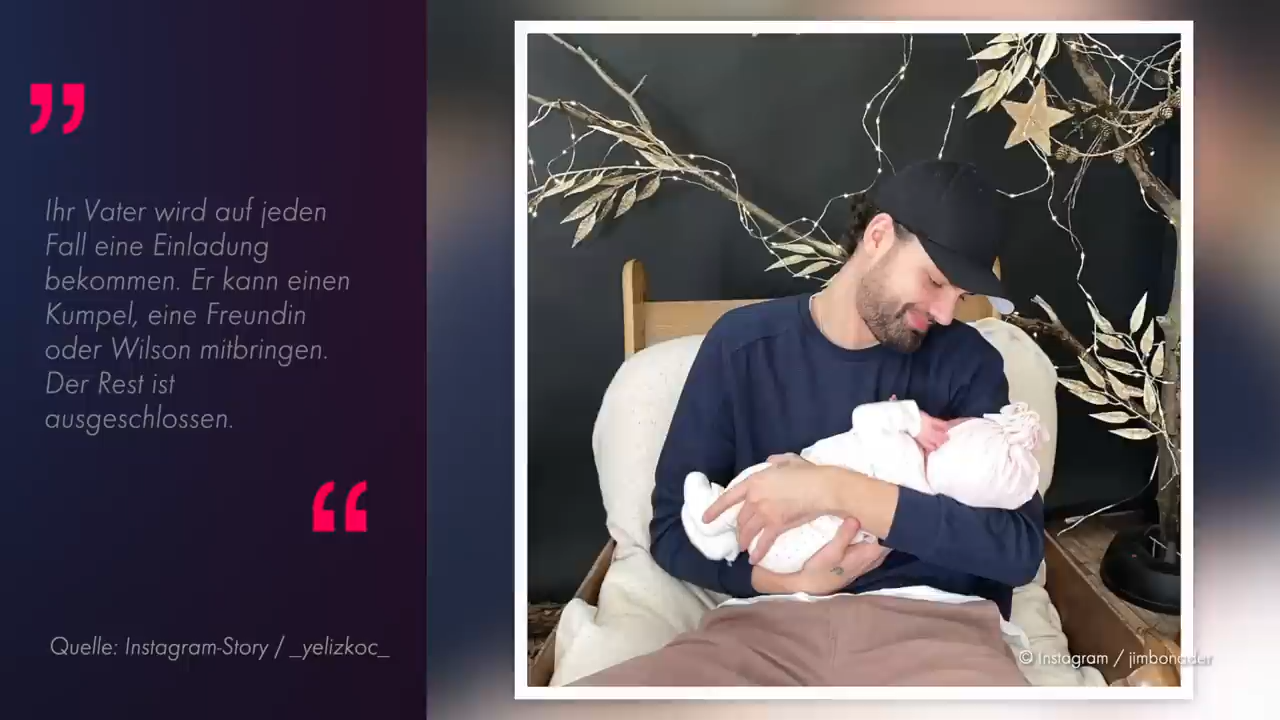 ”
Ihr Vater wird auf jeden
Fall eine Einladung
bekommen. Er kann einen
Kumpel, eine Freundin
oder Wilson mitbringen.
Der Rest ist
ausgeschlossen.
“
Quelle: Instagram-Story / _yelizkoc_
© Instagram / jimbonader